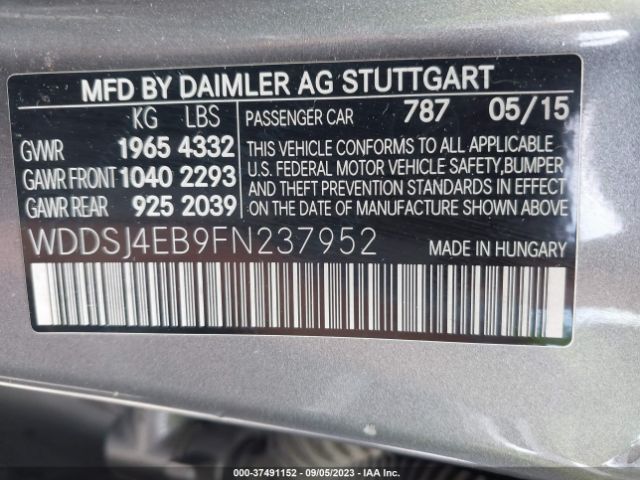 MFD BY DAIMLER AG STUTTGART
KG LBS
PASSENGER CAR 787 05/15
GVWR 1965 4332
GAWR FRONT 1040 2293
GAWR REAR 925 2039
THIS VEHICLE CONFORMS TO ALL APPLICABLE
U.S. FEDERAL MOTOR VEHICLE SAFETY,BUMPER
AND THEFT PREVENTION STANDARDS IN EFFECT
ON THE DATE OF MANUFACTURE SHOWN ABOVE
WDDSJ4EB9FN237952
MADE IN HUNGARY
000-37491152 - 09/05/2023 - IAA Inc.